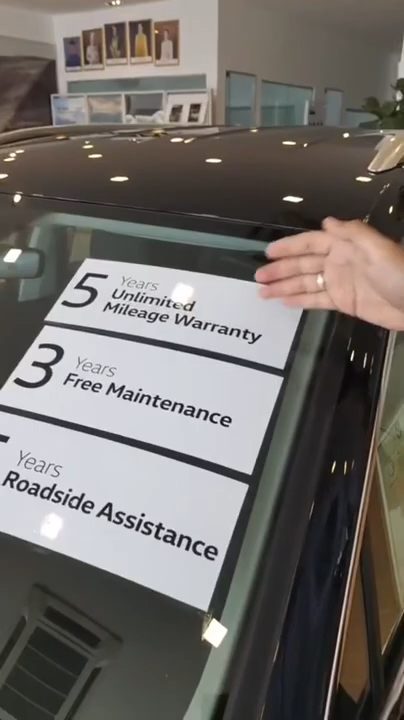 5 Years
Unlimited
Mileage Warranty
3 Years
Free Maintenance
Years
Roadside Assistance